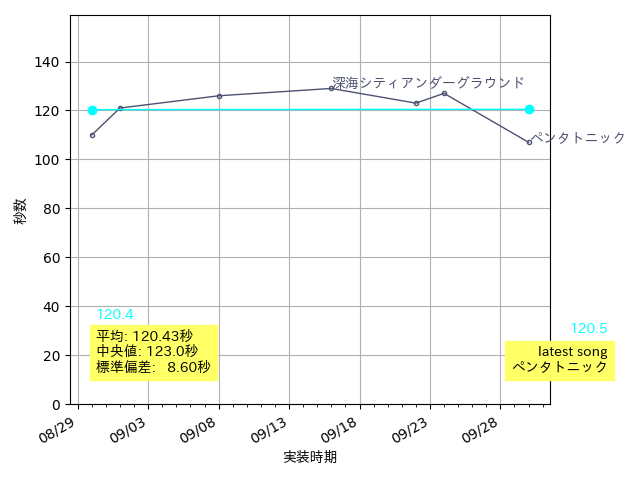 140
120
100
80
60
40
20
0
秒数
深海シティアンダーグラウンド
ペンタトニック
120.4
平均: 120.43秒
中央値: 123.0秒
標準偏差: 8.60秒
120.5
latest song
ペンタトニック
08/29
09/03
09/08
09/13
09/18
09/23
09/28
実装時期